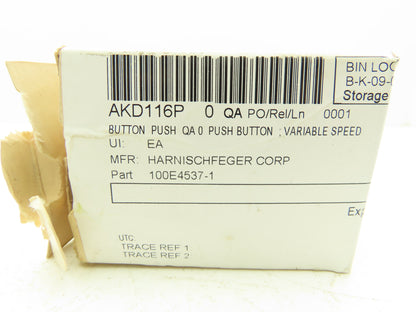 BIN LOC
B-K-09-
Storage
AKD116P 0 QA PO/Rel/Ln 0001
BUTTON PUSH QA 0 PUSH BUTTON ; VARIABLE SPEED
UI: EA
MFR: HARNISCHFEGER CORP
Part 100E4537-1
Ex
UTC:
TRACE REF 1
TRACE REF 2